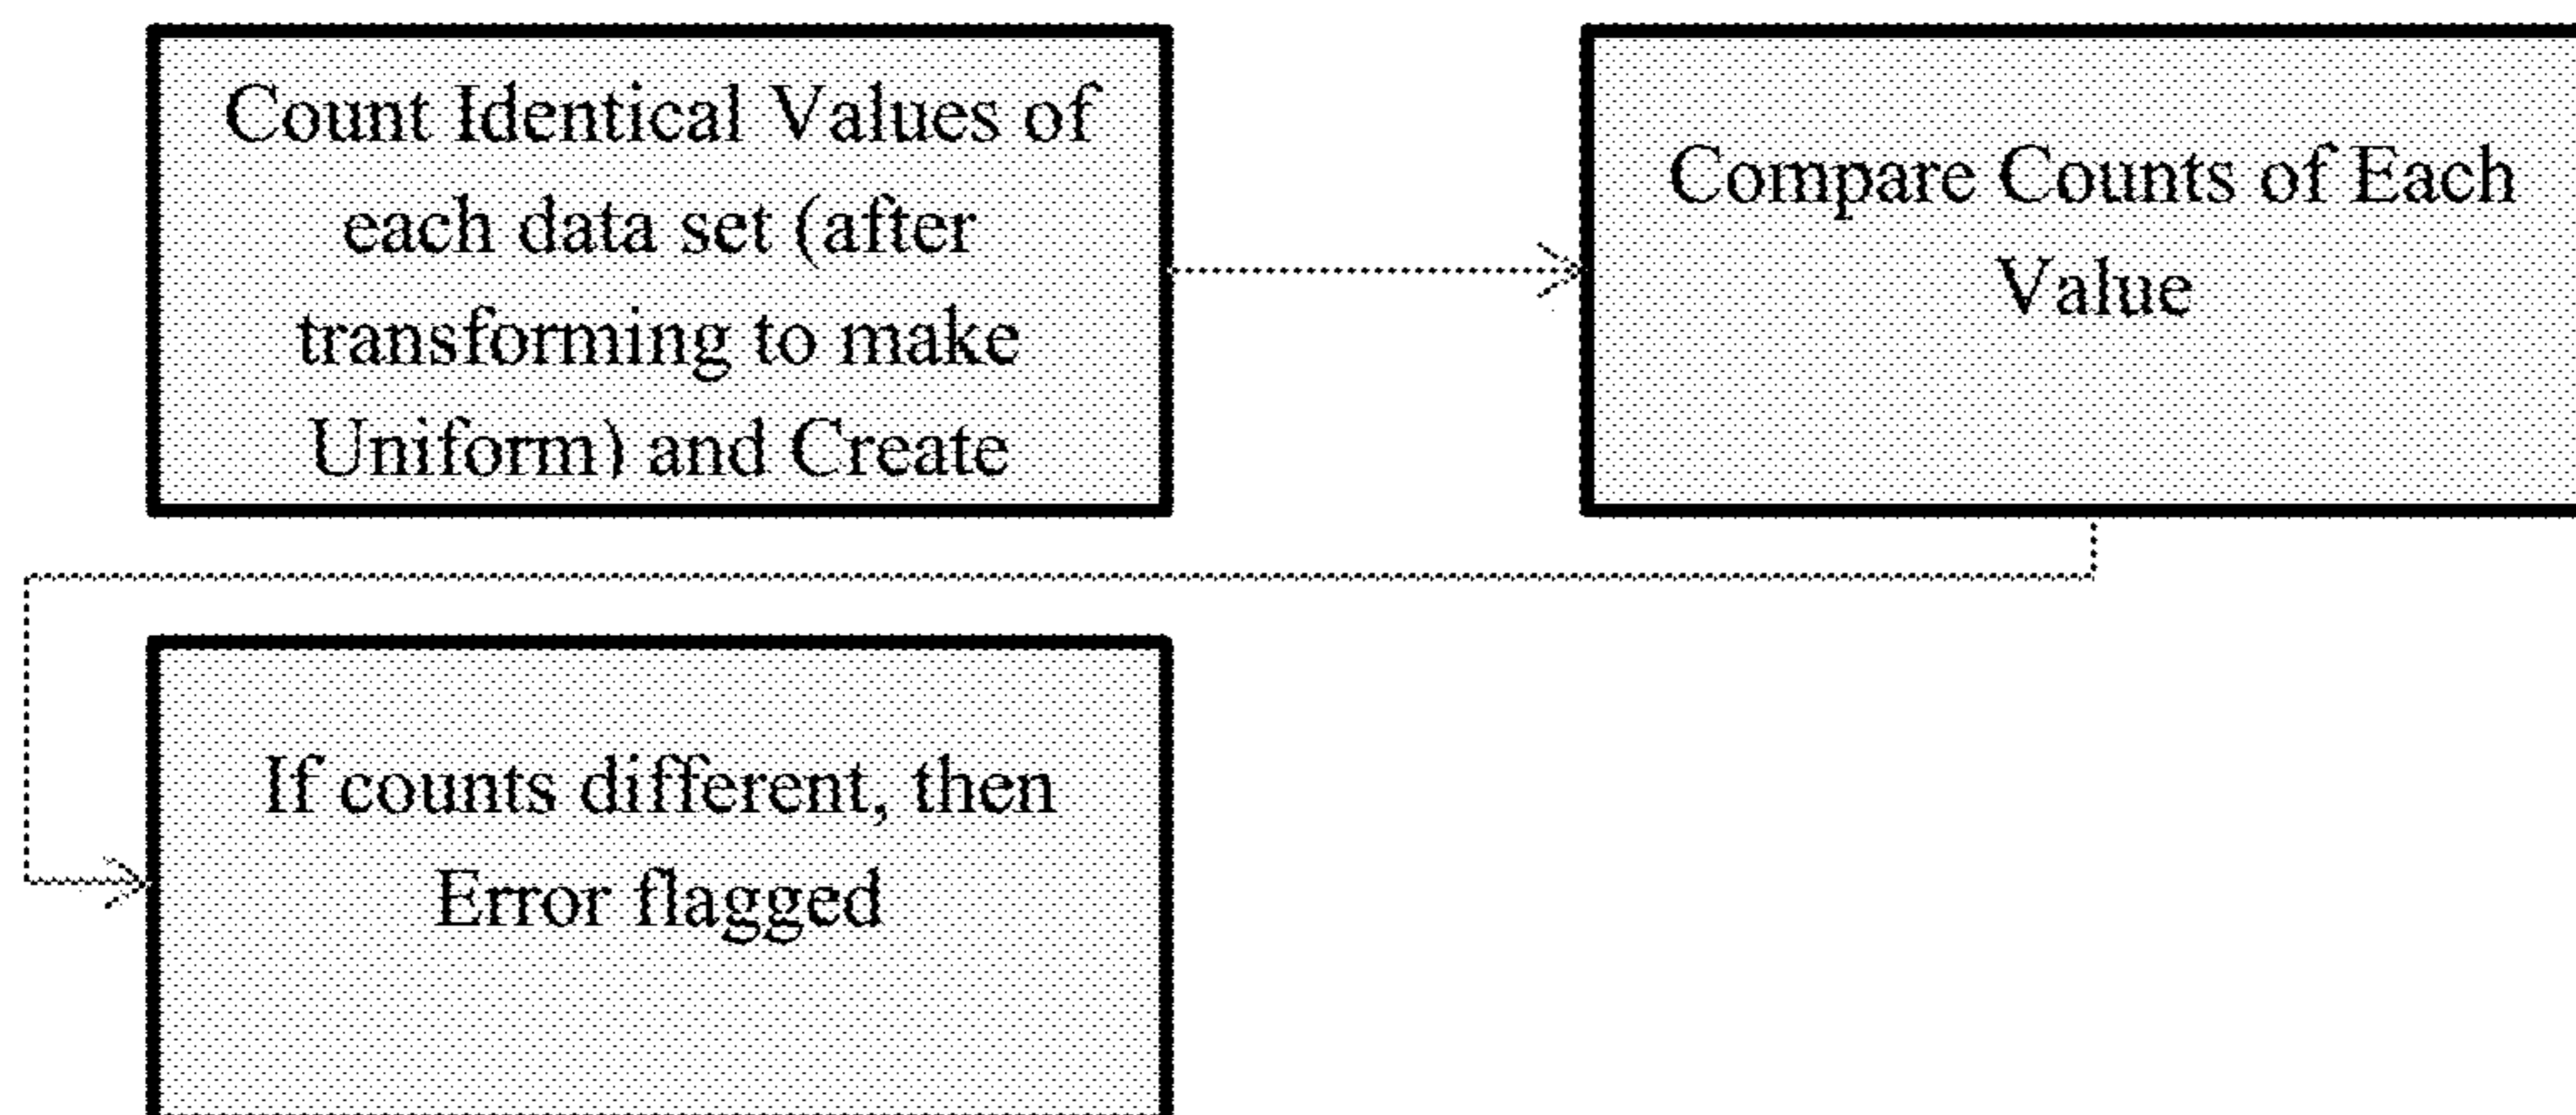 Count Identical Values of
each data set (after
transforming to make
Uniform) and Create
Compare Counts of Each
Value
If counts different, then
Error flagged